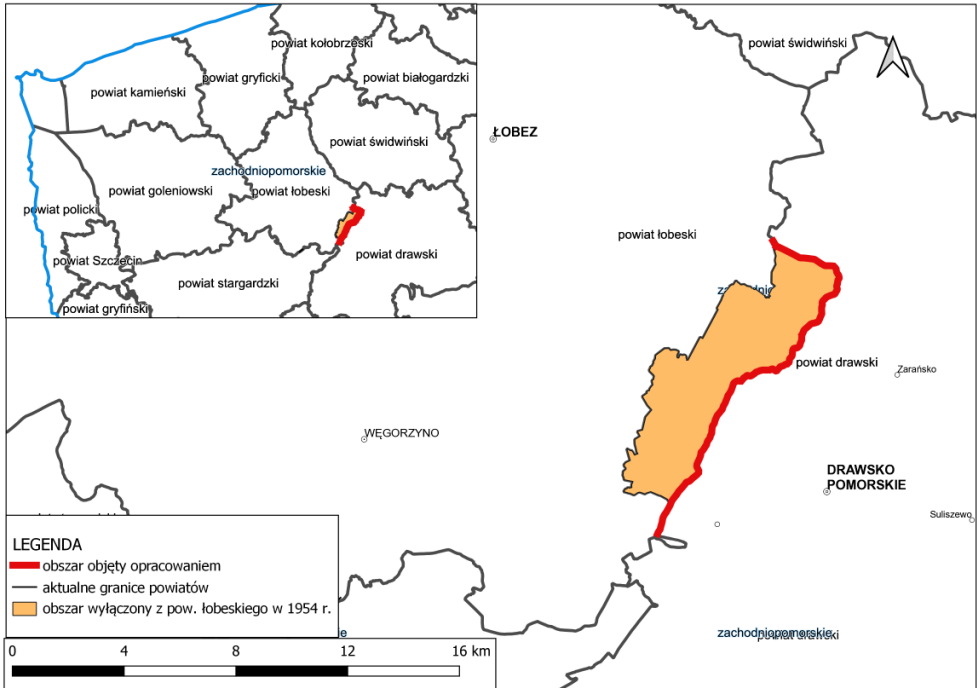 powiat kołobrzeski
powiat gryficki
powiat białogardzki
powiat kamieński
powiat świdwiński
zachodniopomorskie
powiat goleniowski
powiat łobeski
powiat policki
powiat drawski
powiat Szczecin
powiat stargardzki
powiat gryfiński
powiat świdwiński
ŁOBEZ
powiat łobeski
powiat drawski
Zarańsko
WĘGORZYNO
DRAWSKO
POMORSKIE
Suliszewo
LEGENDA
obszar objęty opracowaniem
aktualne granice powiatów
obszar wyłączony z pow. łobeskiego w 1954 r.
zachodniopomorskie
0 4 8 12 16 km